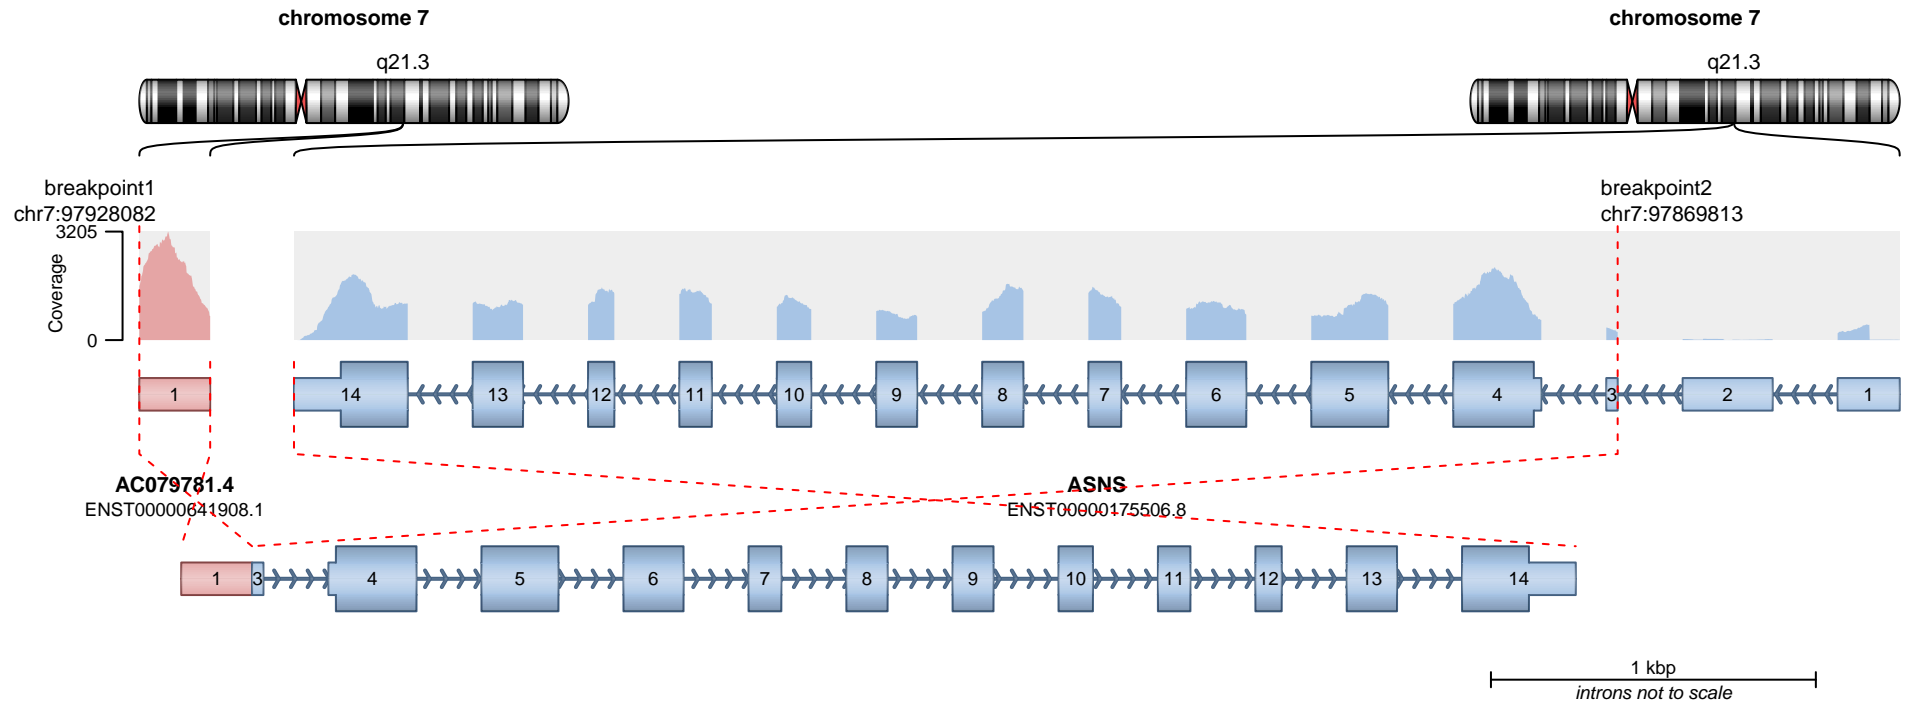 chromosome 7
chromosome 7
q21.3
q21.3
breakpoint1
chr7:97928082
breakpoint2
chr7:97869813
3205
Coverage
0
1
14
13
12
11
10
9
8
7
6
5
4
3
2
1
AC079781.4
ENST00000641908.1
ASNS
ENST00000175506.8
1
3
4
5
6
7
8
9
10
11
12
13
14
1 kbp
introns not to scale